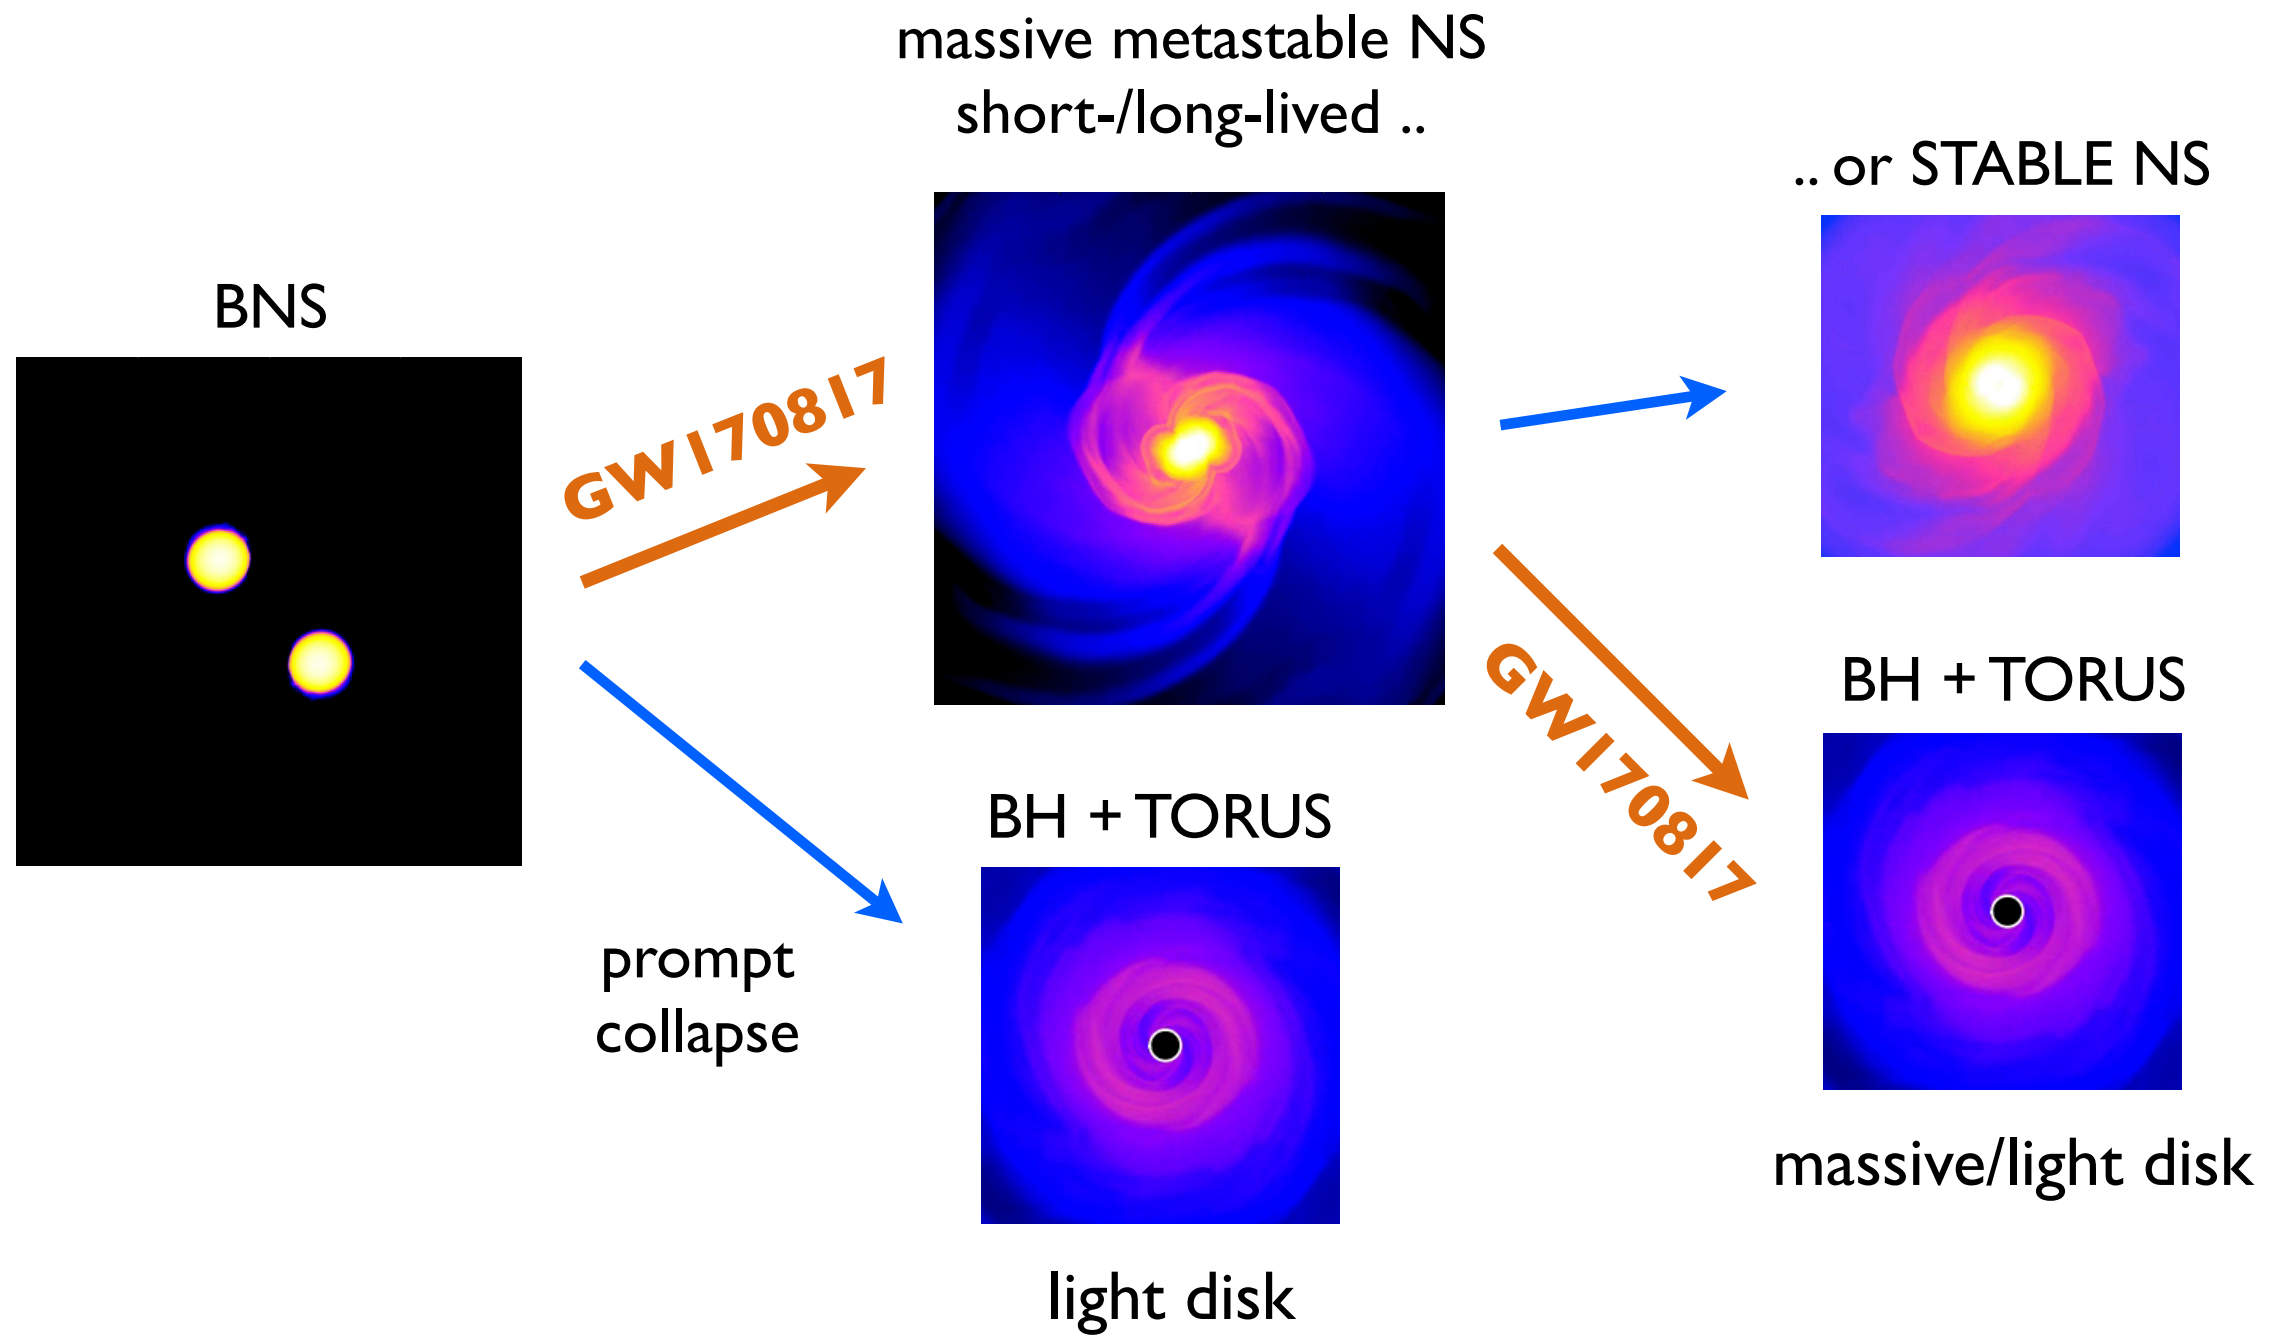 massive metastable NS
short-/long-lived ..
.. or STABLE NS
BNS
GW170817
GW170817
BH + TORUS
BH + TORUS
prompt
collapse
massive/light disk
light disk